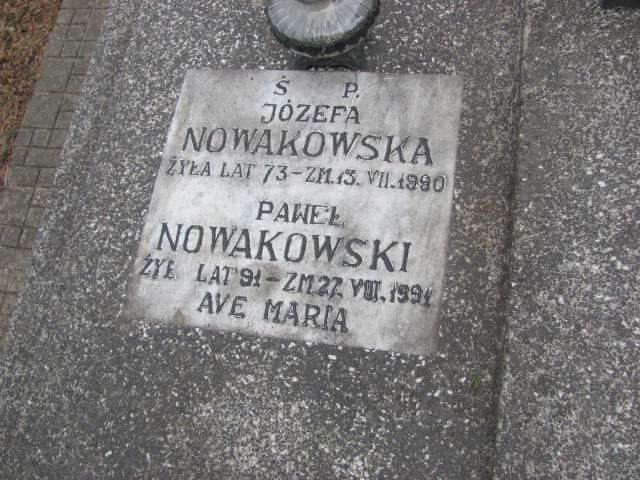 Ś P.
JÓZEFA
NOWAKOWSKA
ŻYŁA LAT 73-ZM.13. VII.1990
PAWEŁ
NOWAKOWSKI
ŻYŁ LAT 91-ZM.27. VIII.1991
AVE MARIA